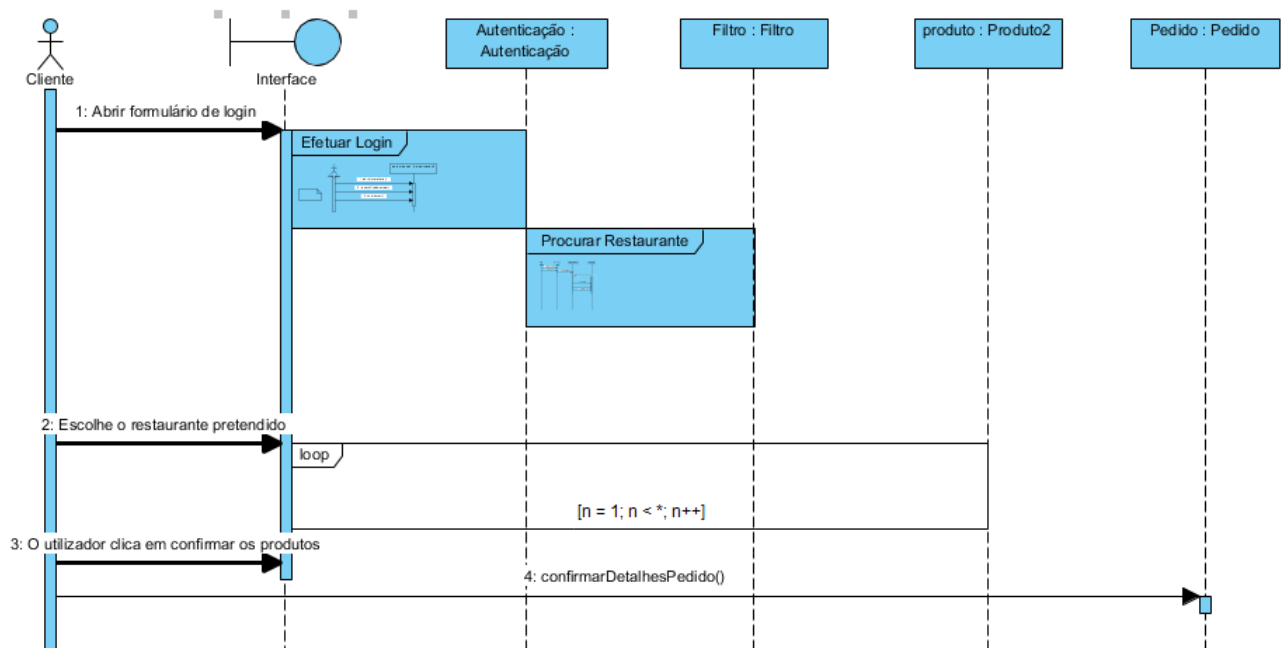 Autenticação :
Autenticação
Filtro : Filtro
produto : Produto2
Pedido : Pedido
Cliente
Interface
1: Abrir formulário de login
Efetuar Login
Procurar Restaurante
2: Escolhe o restaurante pretendido
loop
[n = 1; n < *; n++]
3: O utilizador clica em confirmar os produtos
4: confirmarDetalhesPedido()